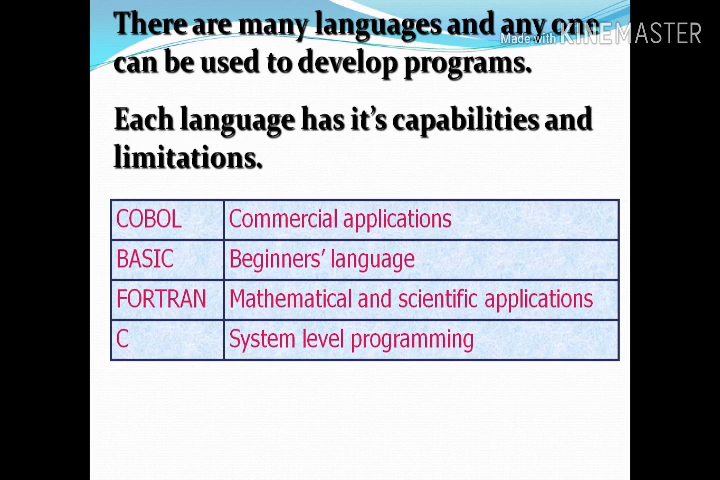 There are many languages and any one
Made with KINEMASTER
can be used to develop programs.
Each language has it's capabilities and
limitations.
COBOL Commercial applications
BASIC Beginners' language
FORTRAN Mathematical and scientific applications
C System level programming